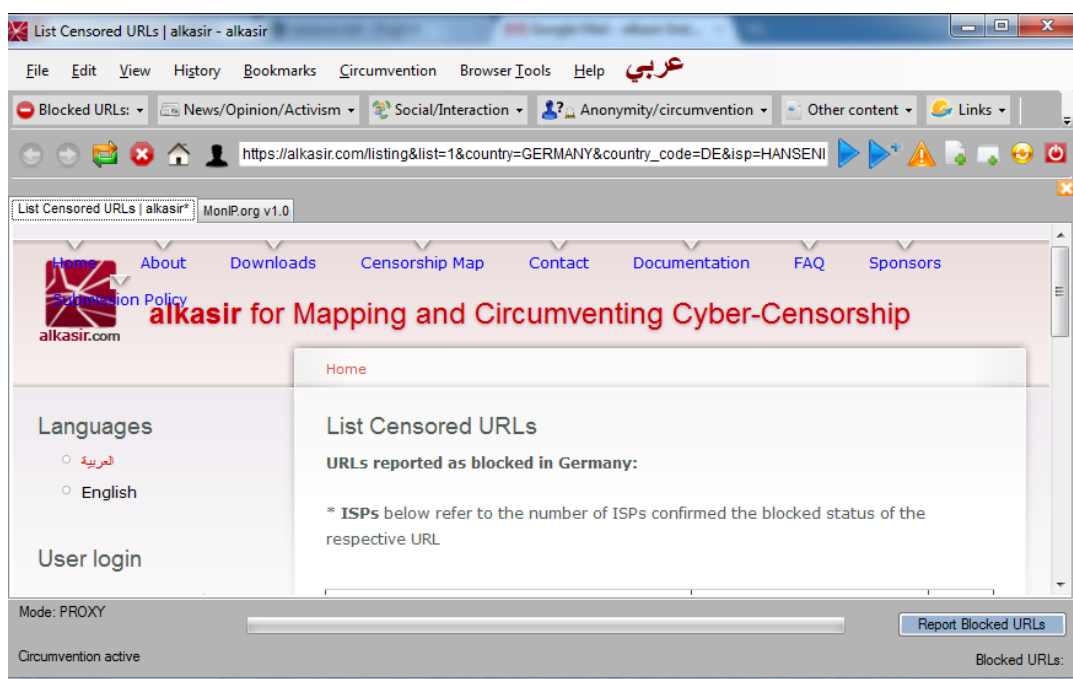 List Censored URLs | alkasir - alkasir
File Edit View History Bookmarks Circumvention Browser Tools Help عربي
Blocked URLs: News/Opinion/Activism Social/Interaction Anonymity/circumvention Other content Links
https://alkasir.com/listing&list=1&country=GERMANY&country_code=DE&isp=HANSENI
List Censored URLs | alkasir* MonIP.org v1.0
Home About Downloads Censorship Map Contact Documentation FAQ Sponsors
Submission Policy
alkasir for Mapping and Circumventing Cyber-Censorship
alkasir.com
Home
Languages
العربية
English
User login
List Censored URLs
URLs reported as blocked in Germany:
* ISPs below refer to the number of ISPs confirmed the blocked status of the
respective URL
Mode: PROXY
Report Blocked URLs
Circumvention active
Blocked URLs: